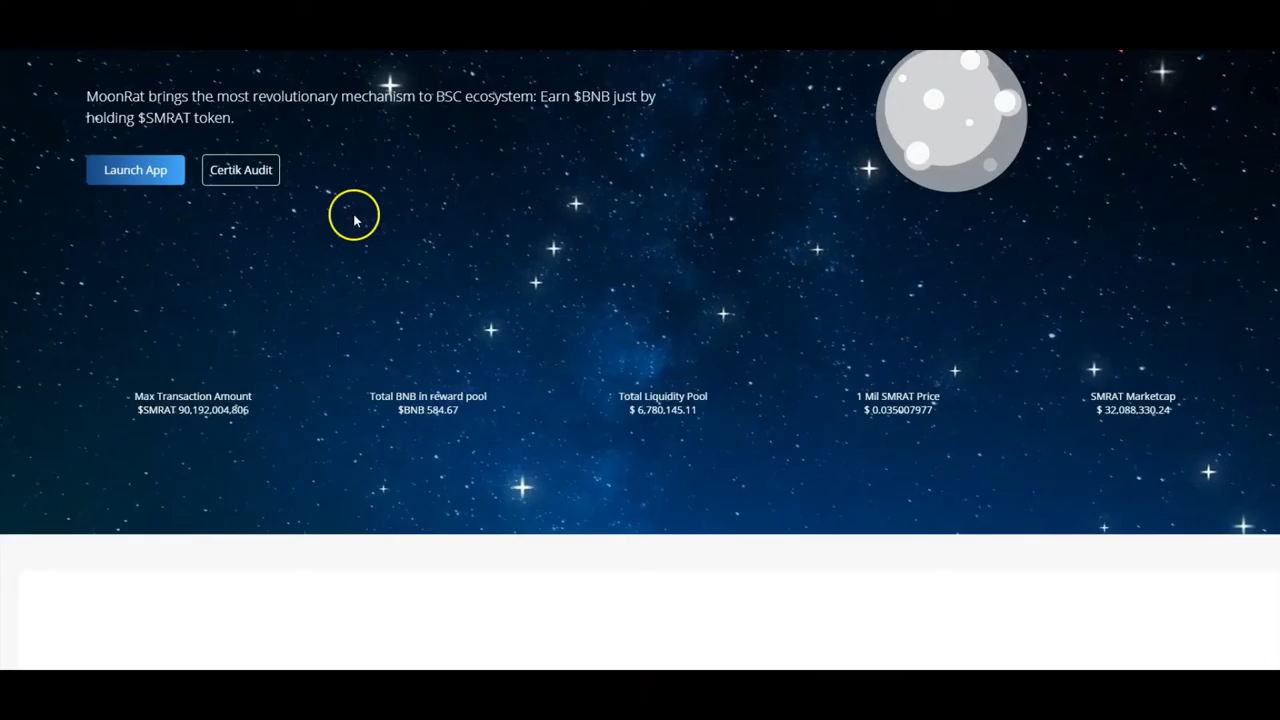 MoonRat brings the most revolutionary mechanism to BSC ecosystem: Earn $BNB just by
holding $SMRAT token.
Launch App
Certik Audit
Max Transaction Amount
$SMRAT 90,192,004,806
Total BNB in reward pool
$BNB 584.67
Total Liquidity Pool
$ 6,780,145.11
1 Mil SMRAT Price
$ 0.035007977
SMRAT Marketcap
$ 32,088,330.24